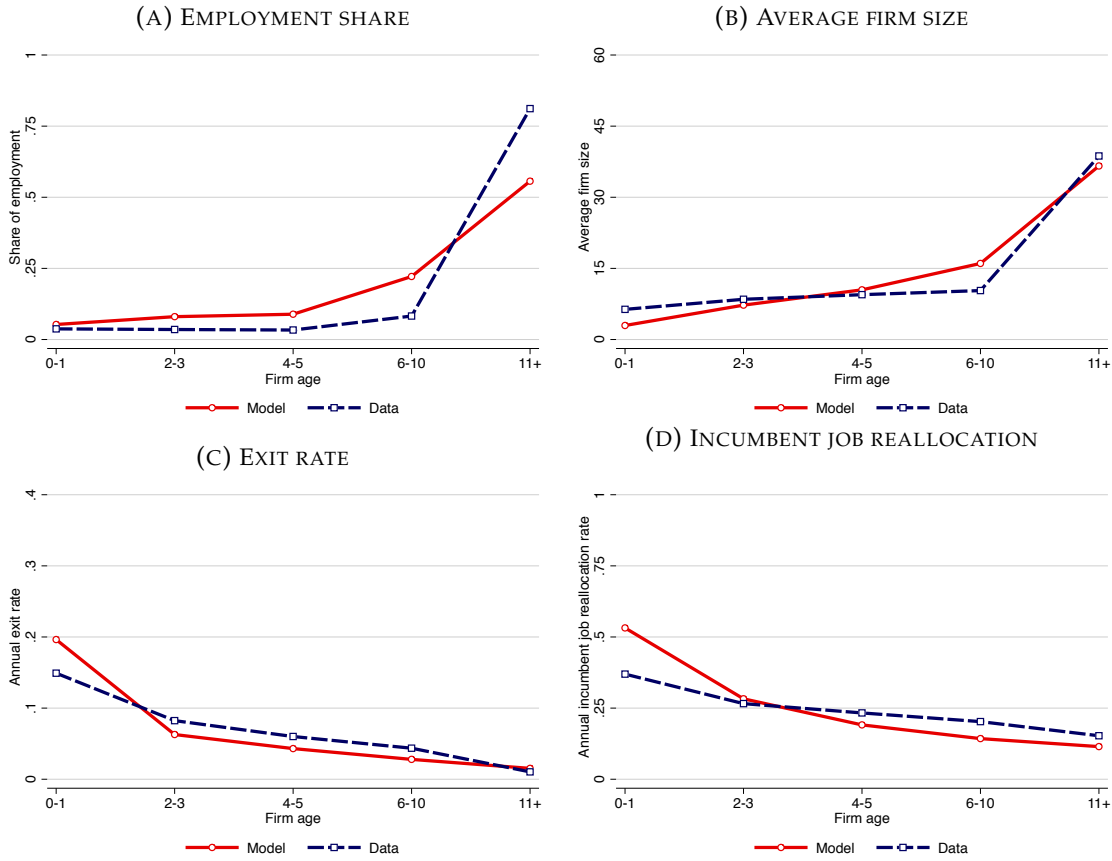 (A) EMPLOYMENT SHARE
Share of employment
1
.75
.5
.25
0
0-1 2-3 4-5 6-10 11+
Firm age
Model Data
(B) AVERAGE FIRM SIZE
Average firm size
60
45
30
15
0
0-1 2-3 4-5 6-10 11+
Firm age
Model Data
(C) EXIT RATE
Annual exit rate
.4
.3
.2
.1
0
0-1 2-3 4-5 6-10 11+
Firm age
Model Data
(D) INCUMBENT JOB REALLOCATION
Annual incumbent job reallocation rate
1
.75
.5
.25
0
0-1 2-3 4-5 6-10 11+
Firm age
Model Data